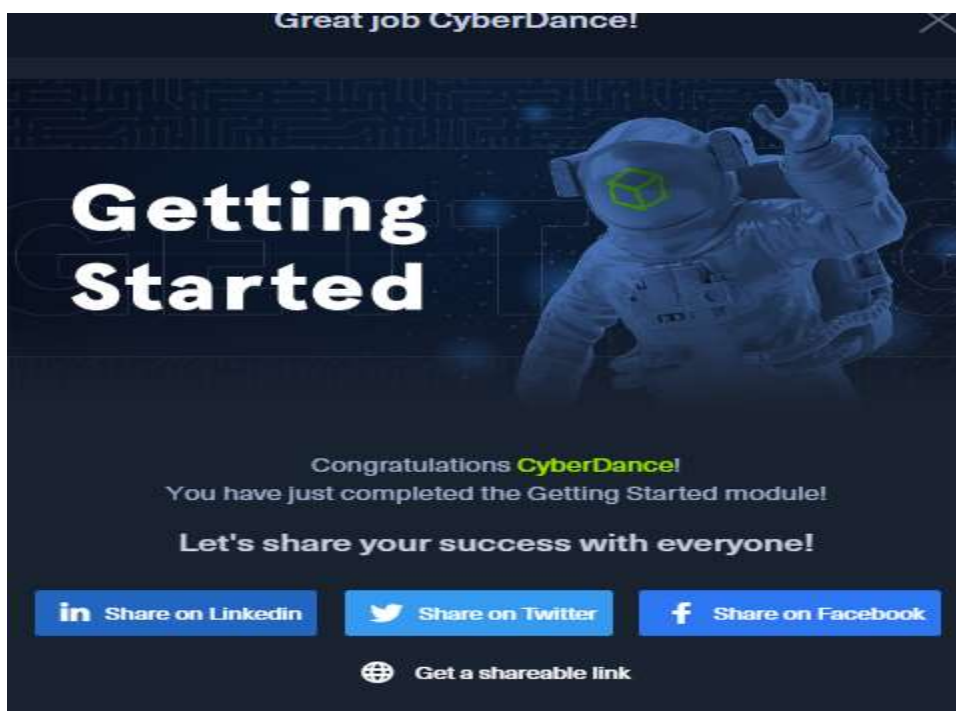 Great job CyberDance!
Getting
Started
Congratulations CyberDance!
You have just completed the Getting Started module!
Let's share your success with everyone!
in Share on Linkedin
Share on Twitter
f Share on Facebook
Get a shareable link